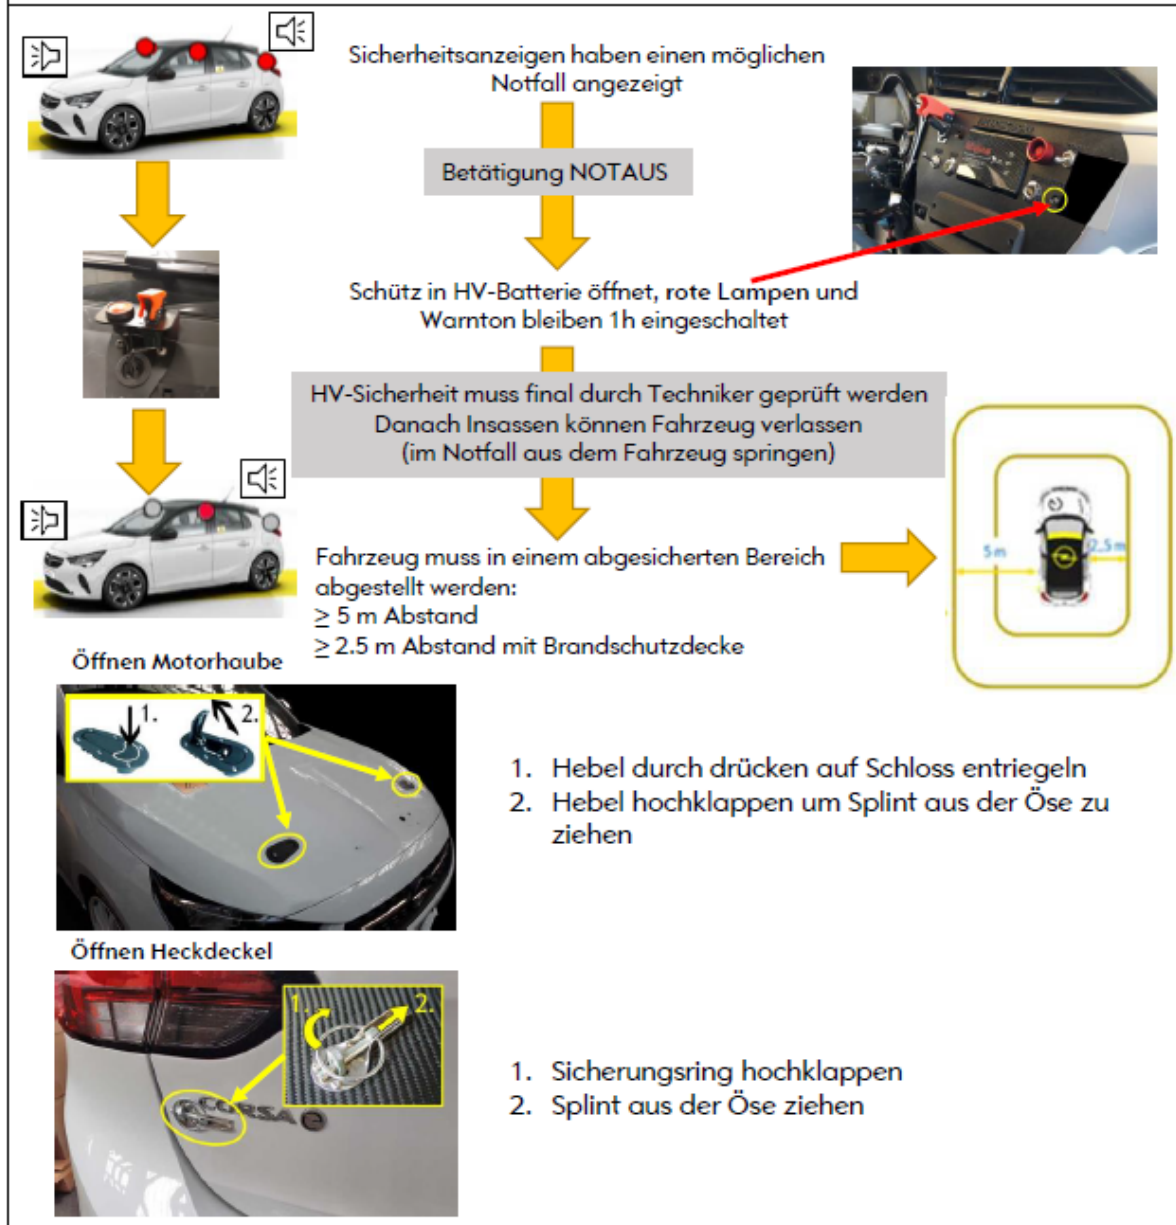 Sicherheitsanzeigen haben einen möglichen
Notfall angezeigt
Betätigung NOTAUS
Schütz in HV-Batterie öffnet, rote Lampen und
Warnton bleiben 1h eingeschaltet
HV-Sicherheit muss final durch Techniker geprüft werden
Danach Insassen können Fahrzeug verlassen
(im Notfall aus dem Fahrzeug springen)
Fahrzeug muss in einem abgesicherten Bereich
abgestellt werden:
≥ 5 m Abstand
≥ 2.5 m Abstand mit Brandschutzdecke
5m
2.5m
Öffnen Motorhaube
1.
2.
1. Hebel durch drücken auf Schloss entriegeln
2. Hebel hochklappen um Splint aus der Öse zu
ziehen
Öffnen Heckdeckel
1.
2.
CORSA e
1. Sicherungsring hochklappen
2. Splint aus der Öse ziehen